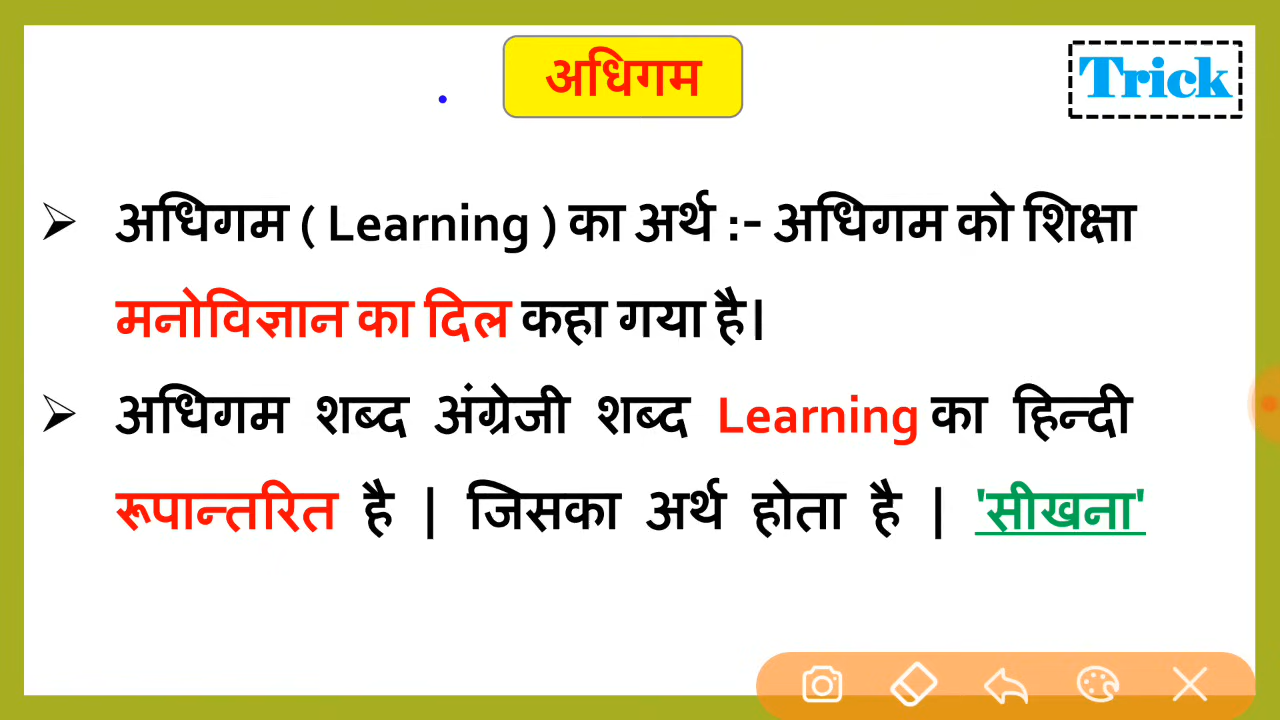 अधिगम
Trick
अधिगम ( Learning ) का अर्थ :- अधिगम को शिक्षा
मनोविज्ञान का दिल कहा गया है।
अधिगम शब्द अंग्रेजी शब्द Learning का हिन्दी
रूपान्तरित है | जिसका अर्थ होता है | 'सीखना'